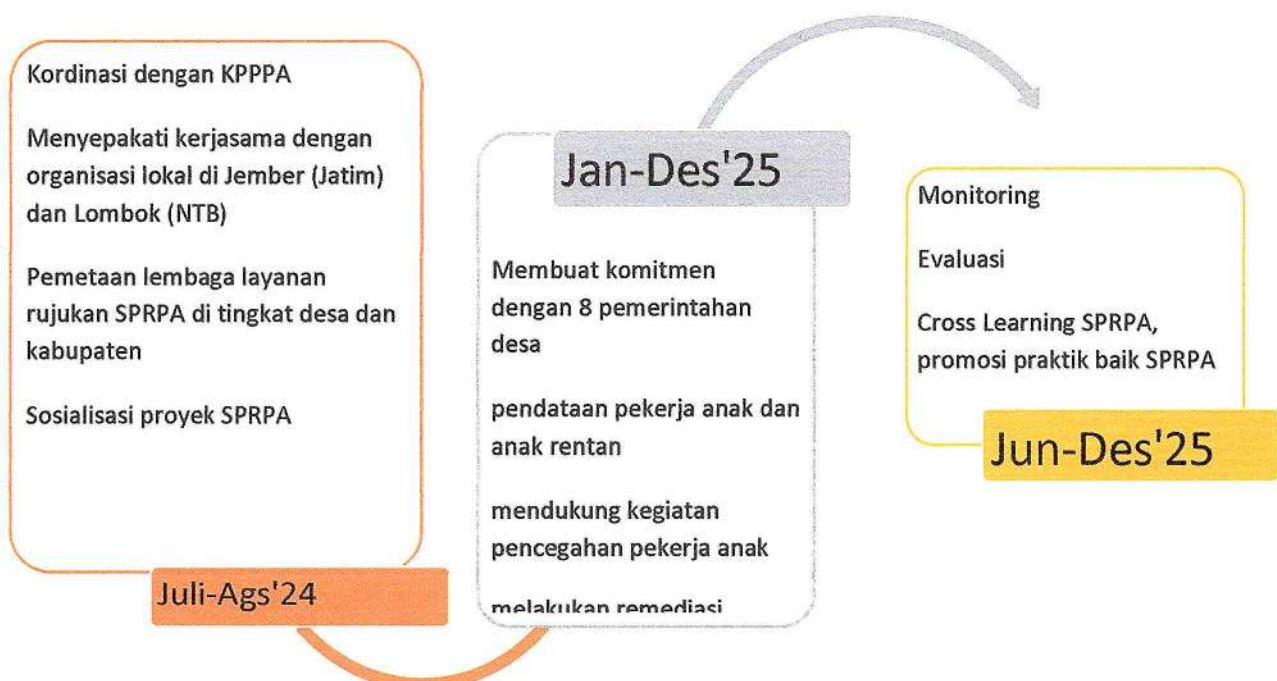 Kordinasi dengan KPPPA
Menyepakati kerjasama dengan
organisasi lokal di Jember (Jatim)
dan Lombok (NTB)
Pemetaan lembaga layanan
rujukan SPRPA di tingkat desa dan
kabupaten
Sosialisasi proyek SPRPA
Juli-Ags'24
Jan-Des'25
Membuat komitmen
dengan 8 pemerintahan
desa
pendataan pekerja anak dan
anak rentan
mendukung kegiatan
pencegahan pekerja anak
melakukan remediasi
Monitoring
Evaluasi
Cross Learning SPRPA,
promosi praktik baik SPRPA
Jun-Des'25